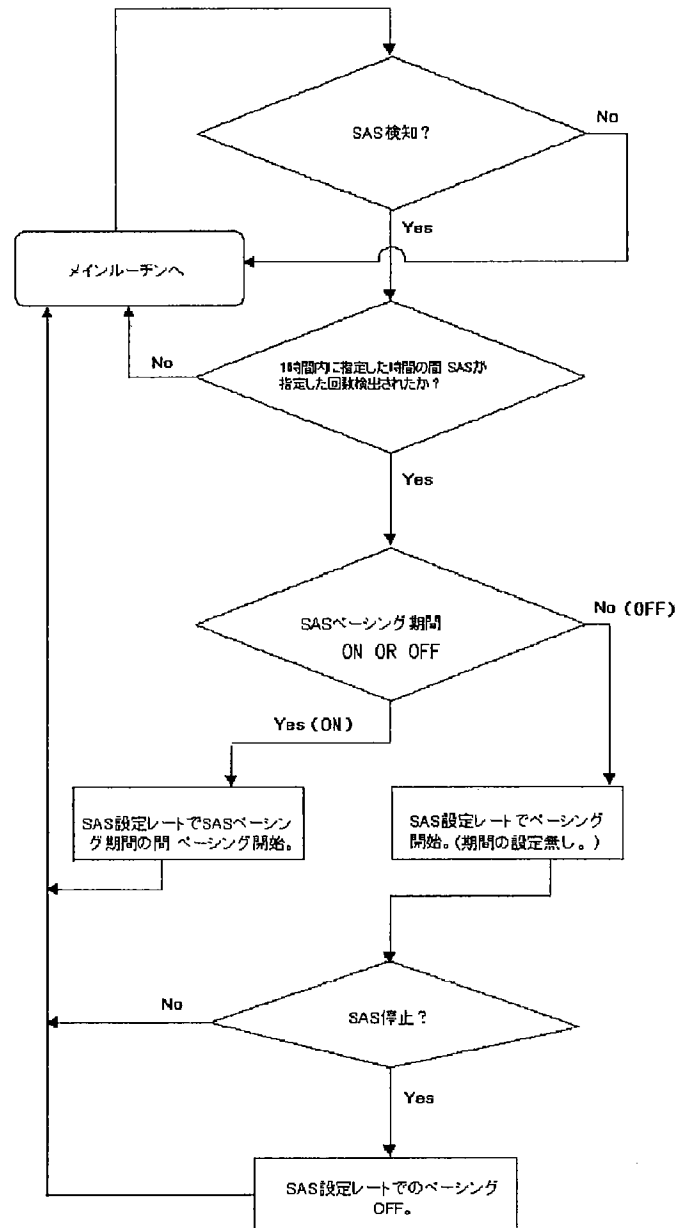 SAS検知？
No
Yes
メインルーチンへ
1時間内に指定した時間の間 SASが
指定した回数検出されたか？
No
Yes
SASペーシング期間
ON OR OFF
No (OFF)
Yes (ON)
SAS設定レートでSASペーシン
グ期間の間 ペーシング開始。
SAS設定レートでペーシング
開始。(期間の設定無し。)
SAS停止？
No
Yes
SAS設定レートでのペーシング
OFF。